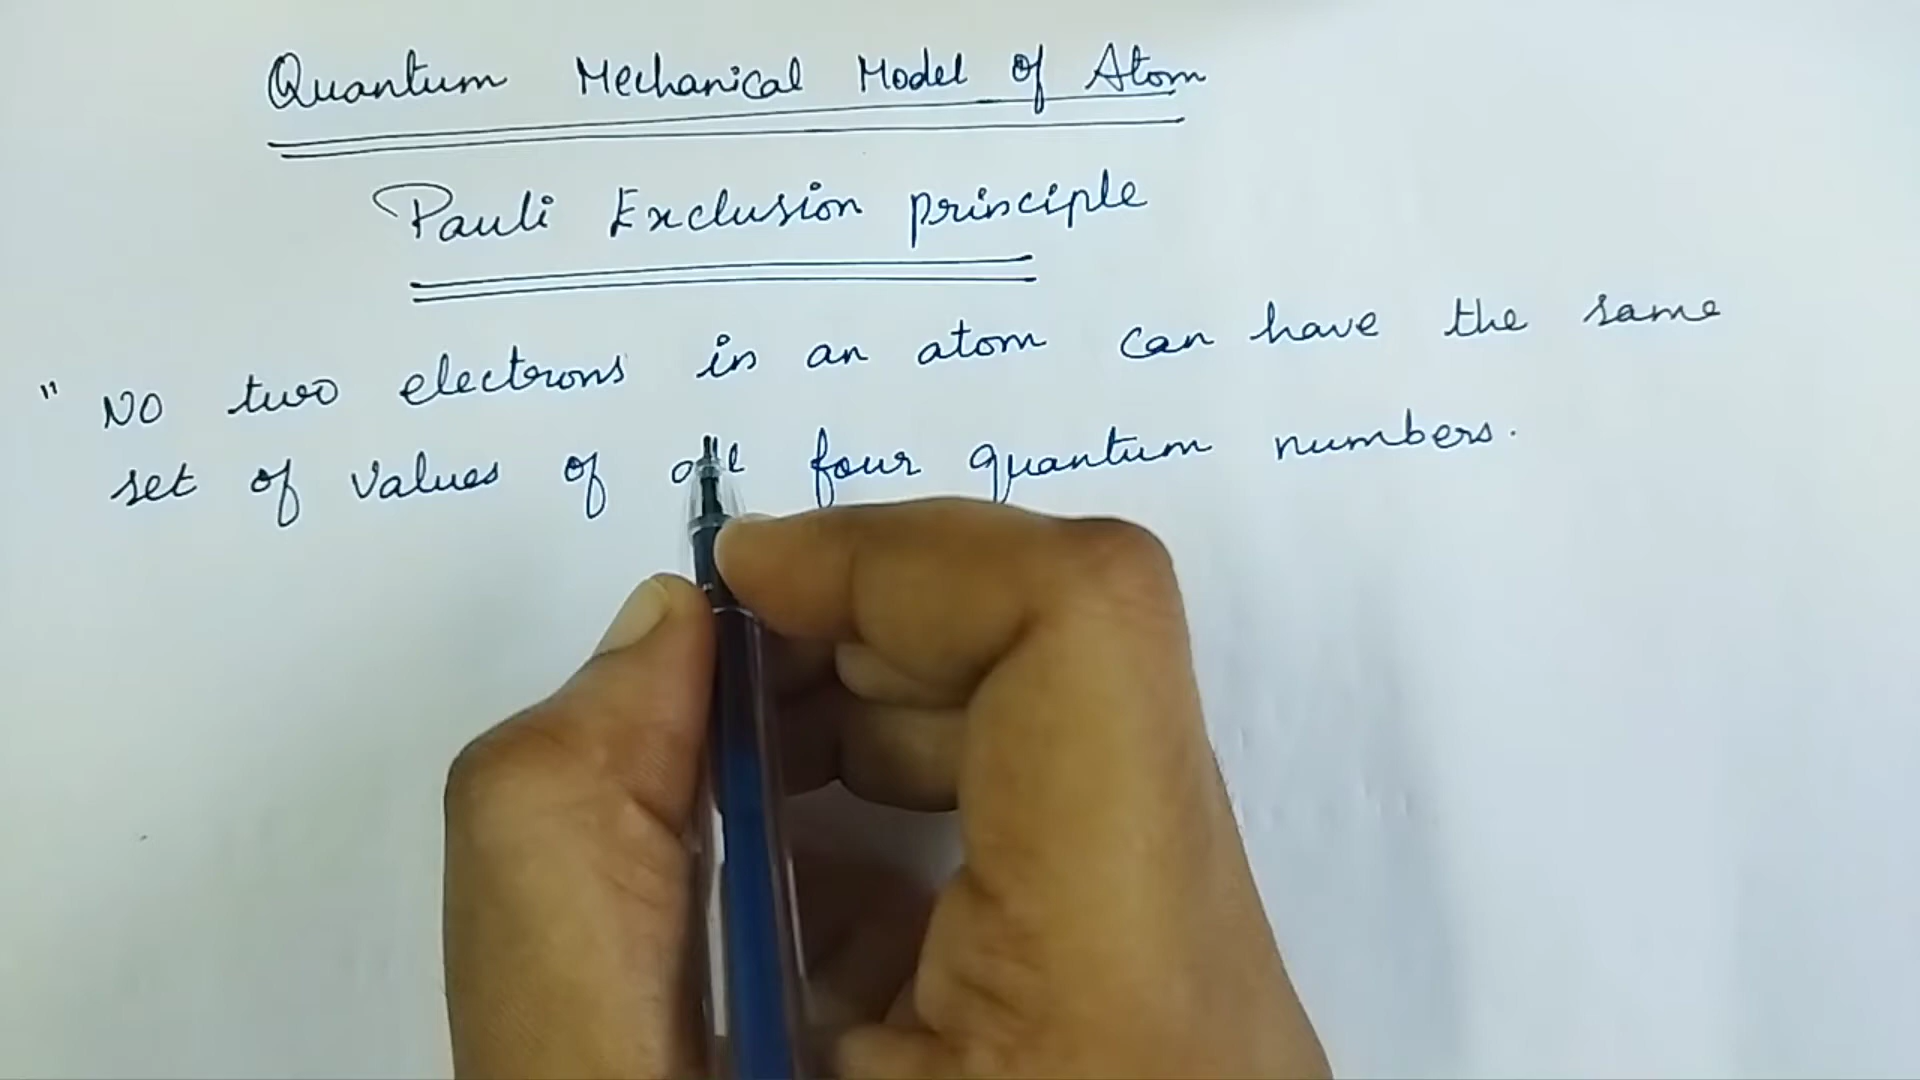 Quantum Mechanical Model of Atom
Pauli Exclusion principle
" NO two electrons in an atom can have the same
set of values of all four quantum numbers.